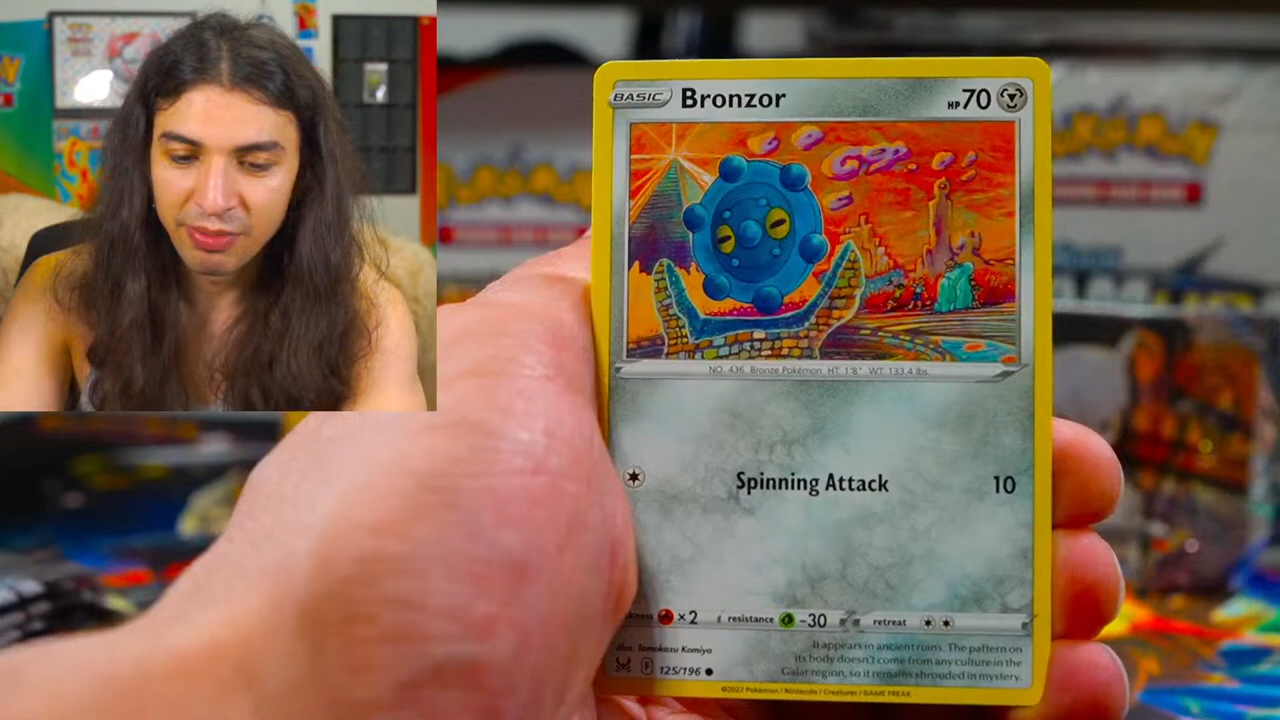 BASIC Bronzor HP 70
NO. 436 Bronze Pokémon HT: 1'8" WT: 133.4 lbs.
Spinning Attack 10
×2 resistance -30 retreat
Illus. Tomokazu Komiya
It appears in ancient ruins. The pattern on
its body doesn't come from any culture in the
Galar region, so it remains shrouded in mystery.
F 125/196
©2022 Pokémon / Nintendo / Creatures / GAME FREAK